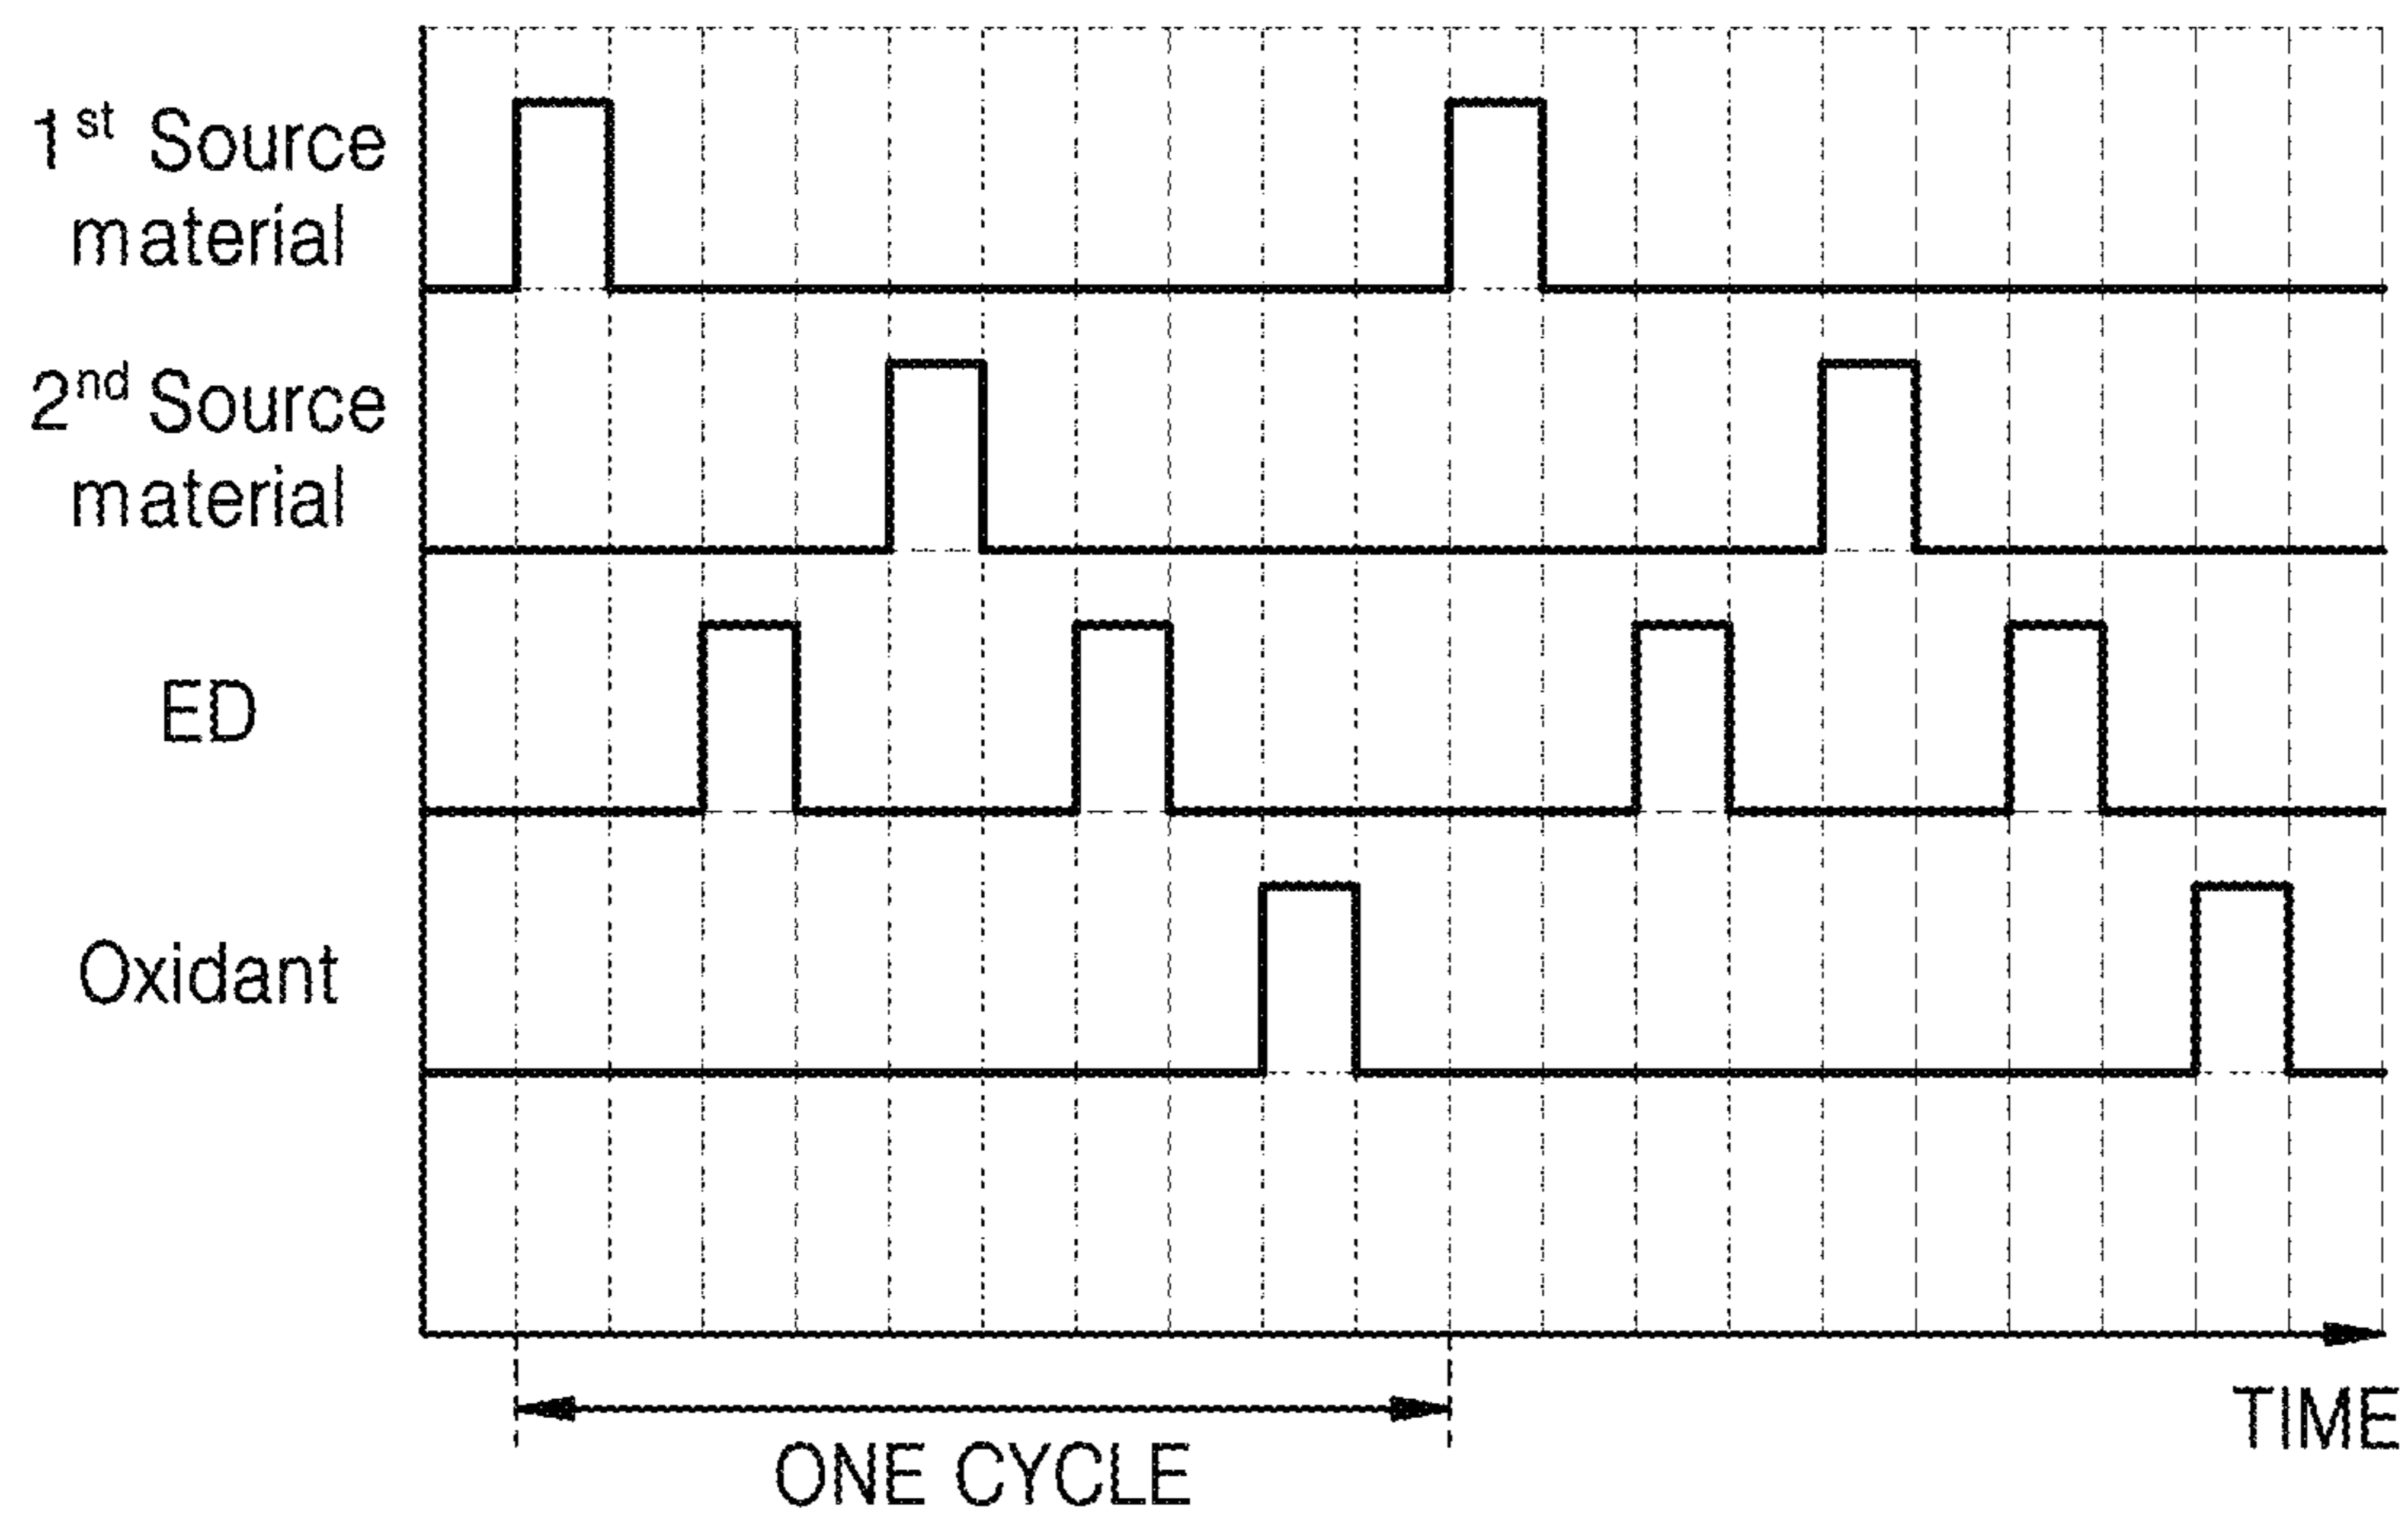 1st Source
material
2nd Source
material
ED
Oxidant
TIME
ONE CYCLE